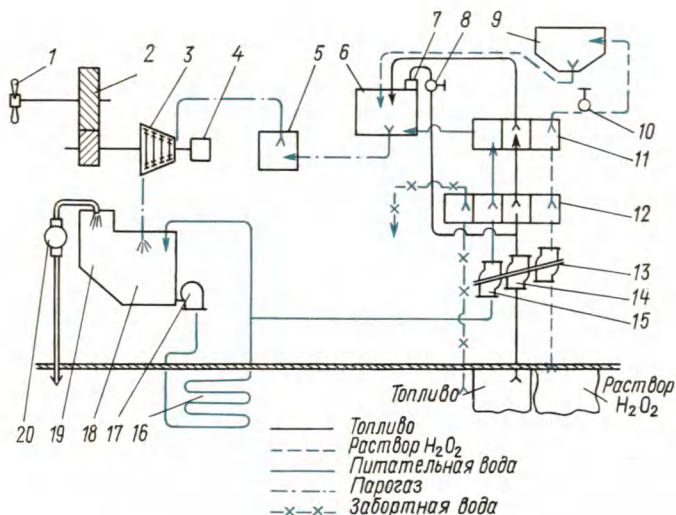 1
2
3
4
5
6
7
8
9
10
11
12
13
14
15
Топливо
Раствор
H₂O₂
20
19
18
17
16
Топливо
Раствор H₂O₂
Питательная вода
Парогаз
Забортная вода